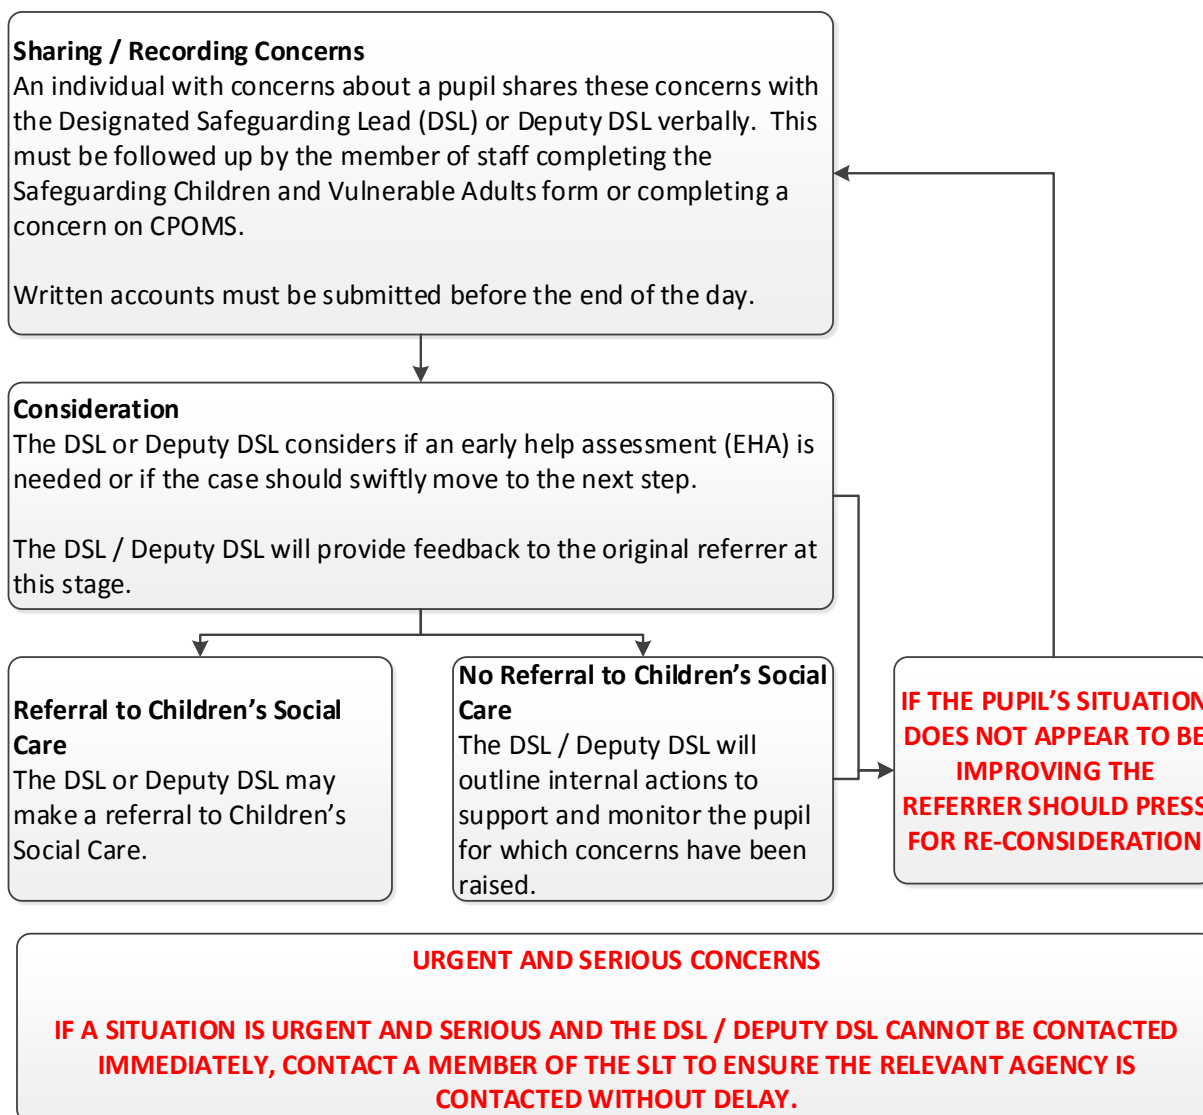 Sharing / Recording Concerns
An individual with concerns about a pupil shares these concerns with
the Designated Safeguarding Lead (DSL) or Deputy DSL verbally.  This
must be followed up by the member of staff completing the
Safeguarding Children and Vulnerable Adults form or completing a
concern on CPOMS.
Written accounts must be submitted before the end of the day.
Consideration
The DSL or Deputy DSL considers if an early help assessment (EHA) is
needed or if the case should swiftly move to the next step.
The DSL / Deputy DSL will provide feedback to the original referrer at
this stage.
Referral to Children’s Social
Care
The DSL or Deputy DSL may
make a referral to Children’s
Social Care.
No Referral to Children’s Social
Care
The DSL / Deputy DSL will
outline internal actions to
support and monitor the pupil
for which concerns have been
raised.
IF THE PUPIL’S SITUATION
DOES NOT APPEAR TO BE
IMPROVING THE
REFERRER SHOULD PRESS
FOR RE-CONSIDERATION
URGENT AND SERIOUS CONCERNS
IF A SITUATION IS URGENT AND SERIOUS AND THE DSL / DEPUTY DSL CANNOT BE CONTACTED
IMMEDIATELY, CONTACT A MEMBER OF THE SLT TO ENSURE THE RELEVANT AGENCY IS
CONTACTED WITHOUT DELAY.